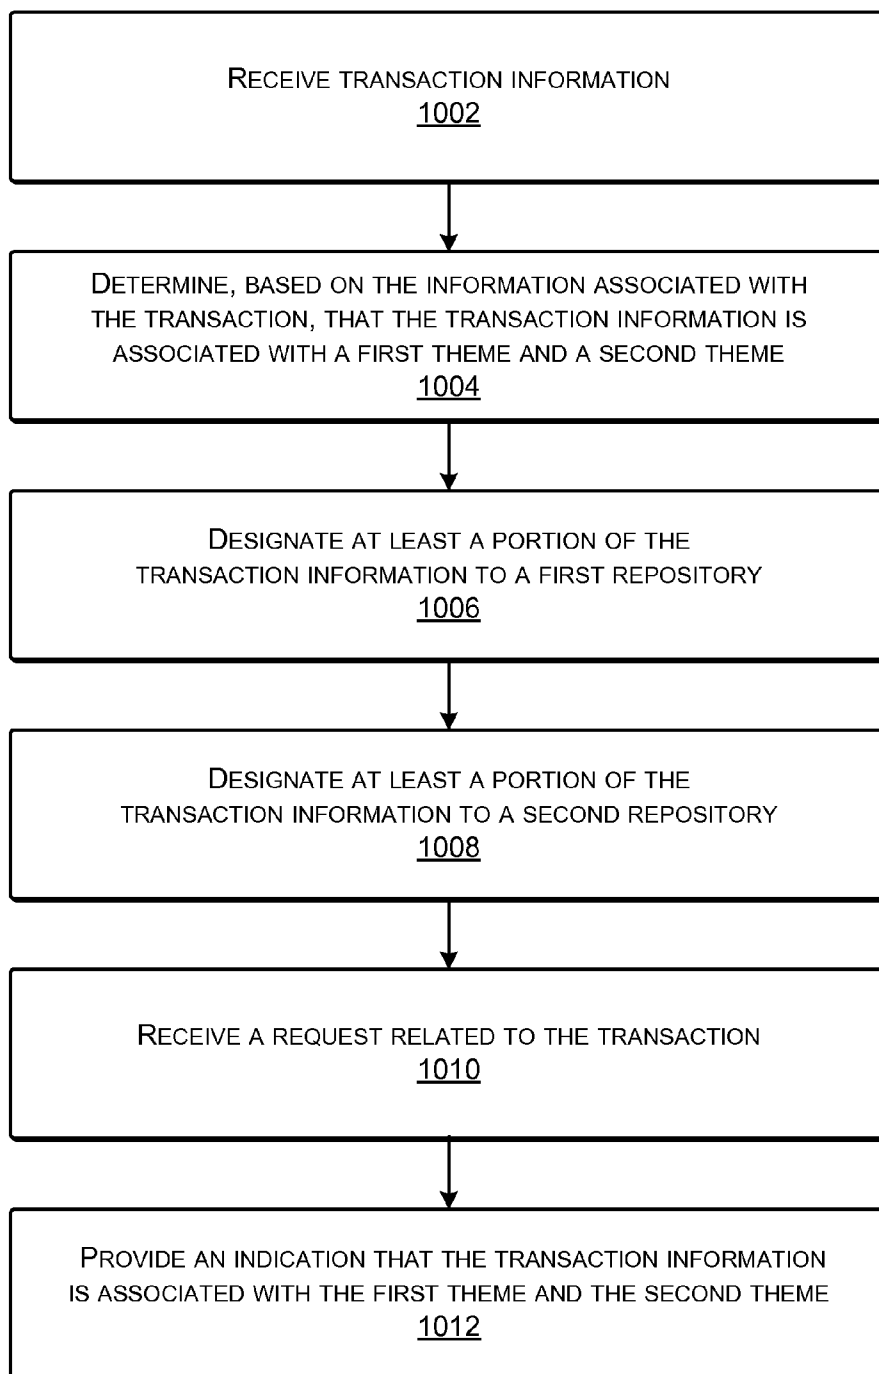 RECEIVE TRANSACTION INFORMATION
1002
DETERMINE, BASED ON THE INFORMATION ASSOCIATED WITH
THE TRANSACTION, THAT THE TRANSACTION INFORMATION IS
ASSOCIATED WITH A FIRST THEME AND A SECOND THEME
1004
DESIGNATE AT LEAST A PORTION OF THE
TRANSACTION INFORMATION TO A FIRST REPOSITORY
1006
DESIGNATE AT LEAST A PORTION OF THE
TRANSACTION INFORMATION TO A SECOND REPOSITORY
1008
RECEIVE A REQUEST RELATED TO THE TRANSACTION
1010
PROVIDE AN INDICATION THAT THE TRANSACTION INFORMATION
IS ASSOCIATED WITH THE FIRST THEME AND THE SECOND THEME
1012